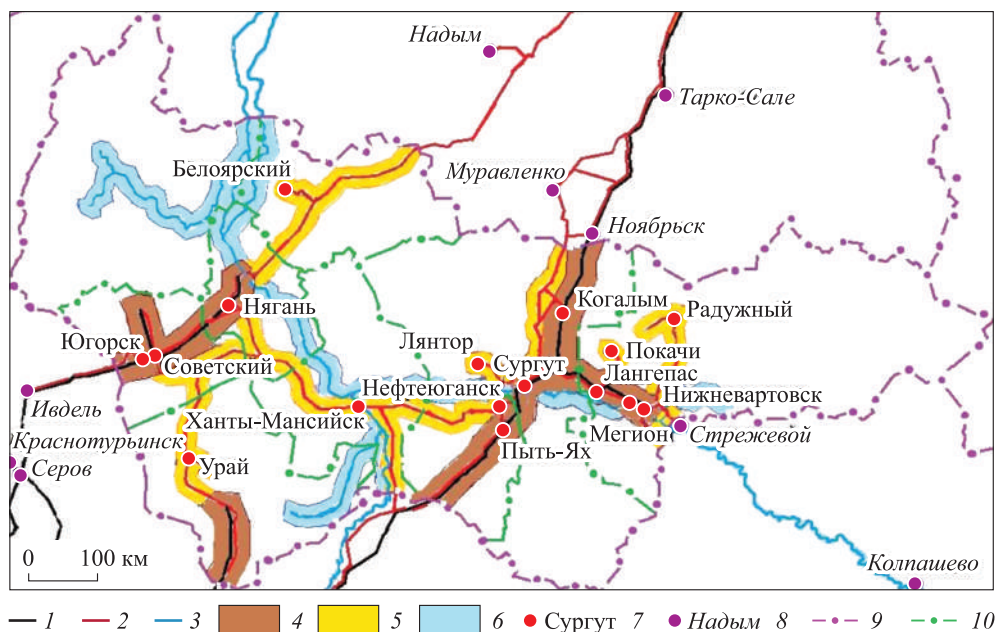 Надым
Тарко-Сале
Белоярский
Муравленко
Ноябрьск
Нягань
Когалым
Радужный
Югорск
Лянтор
Покачи
Советский
Сургут
Лангепас
Нефтеюганск
Нижневартовск
Ивдель
Ханты-Мансийск
Мегион
Стрежевой
Краснотурьинск
Пыть-Ях
Серов
Урай
0 100 км
Колпашево
1 2 3 4 5 6 Сургут 7 Надым 8 9 10